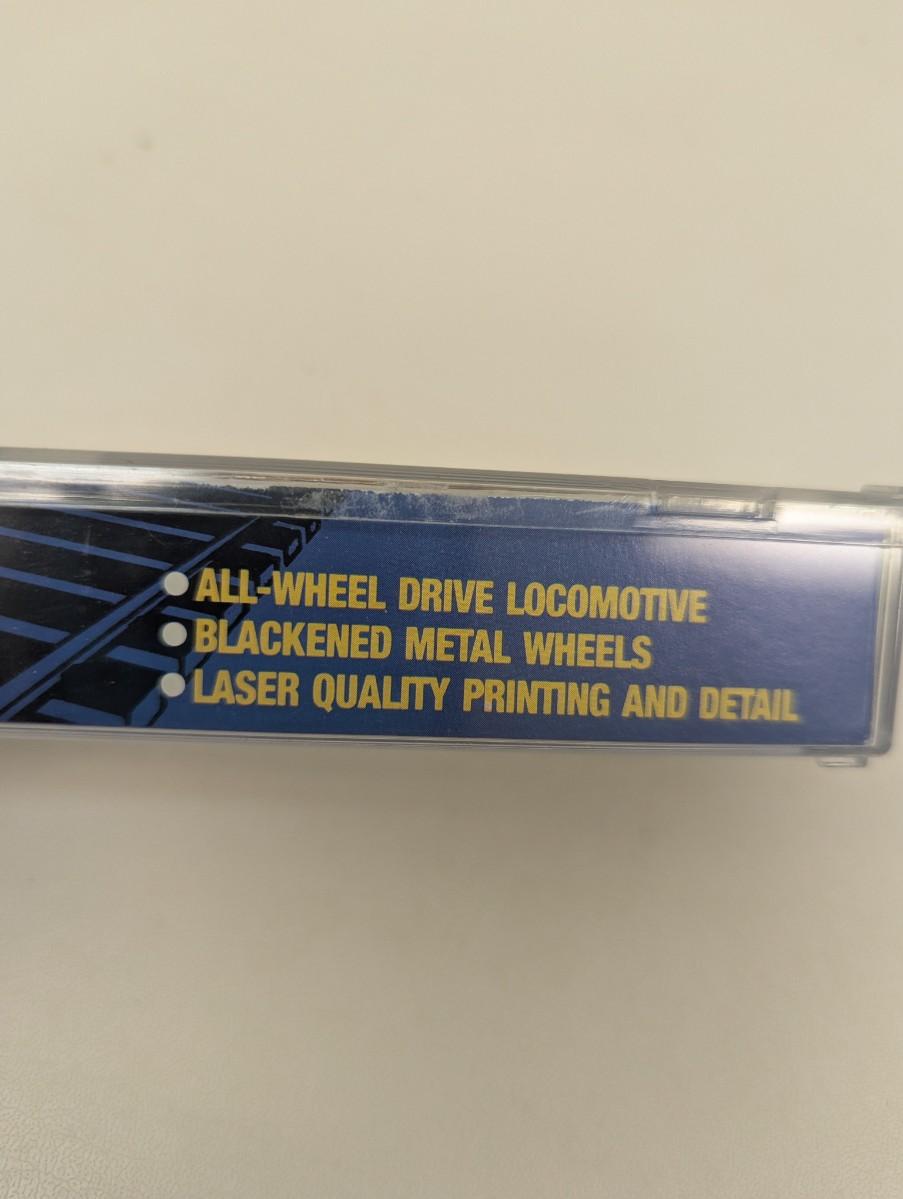 ALL-WHEEL DRIVE LOCOMOTIVE
BLACKENED METAL WHEELS
LASER QUALITY PRINTING AND DETAIL